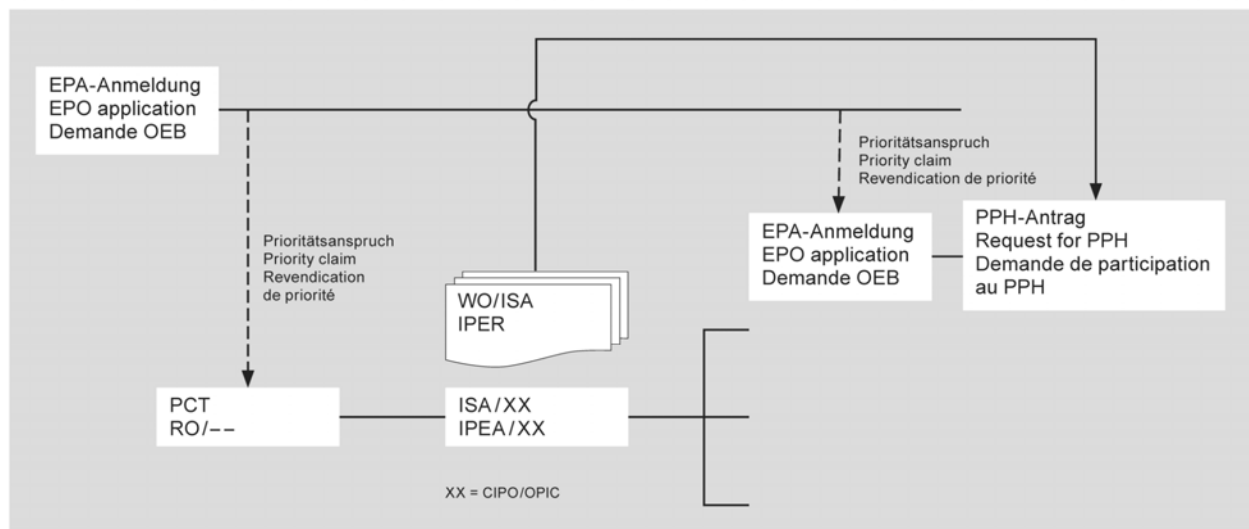 EPA-Anmeldung
EPO application
Demande OEB
Prioritätsanspruch
Priority claim
Revendication de priorité
EPA-Anmeldung
EPO application
Demande OEB
PPH-Antrag
Request for PPH
Demande de participation
au PPH
Prioritätsanspruch
Priority claim
Revendication
de priorité
WO/ISA
IPER
PCT
RO/--
ISA/XX
IPEA/XX
XX = CIPO/OPIC